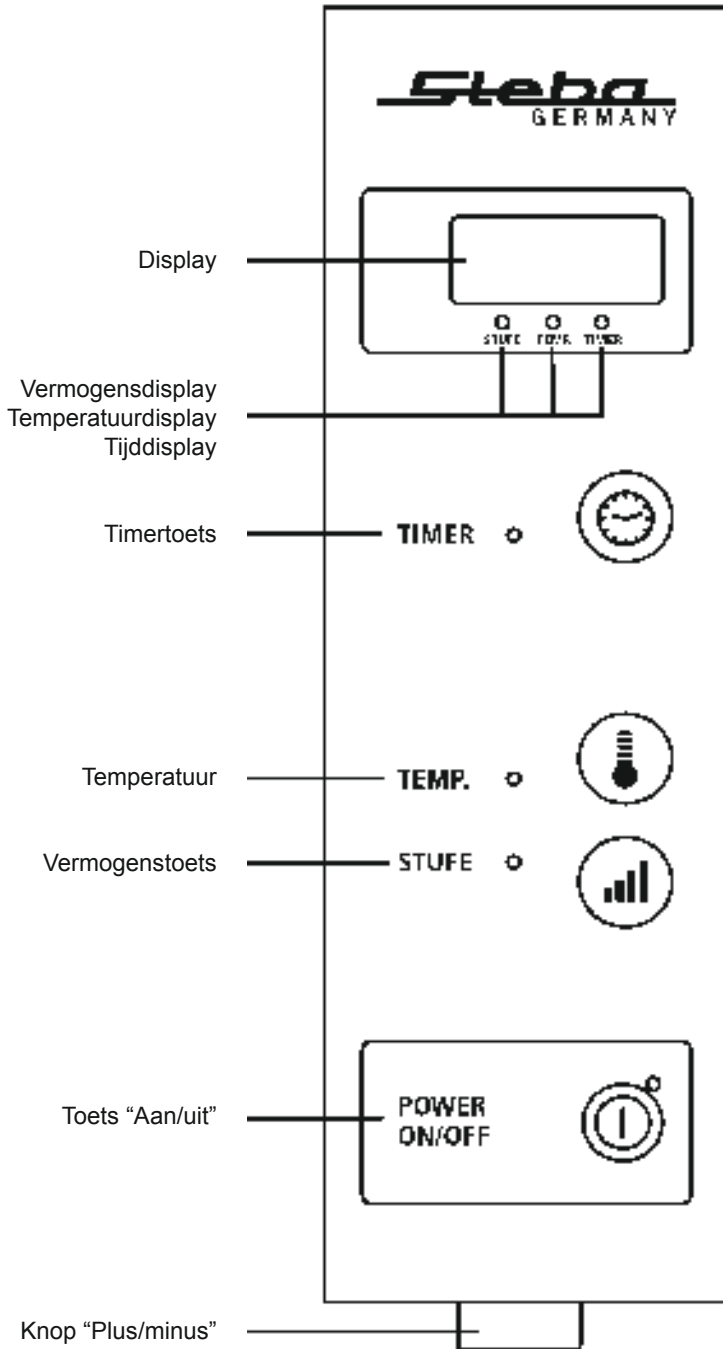 Steba
GERMANY
Display
STUFE TEMP. TIMER
Vermogensdisplay
Temperatuurdisplay
Tijddisplay
Timertoets
TIMER
Temperatuur
TEMP.
Vermogenstoets
STUFE
Toets “Aan/uit”
POWER
ON/OFF
Knop “Plus/minus”